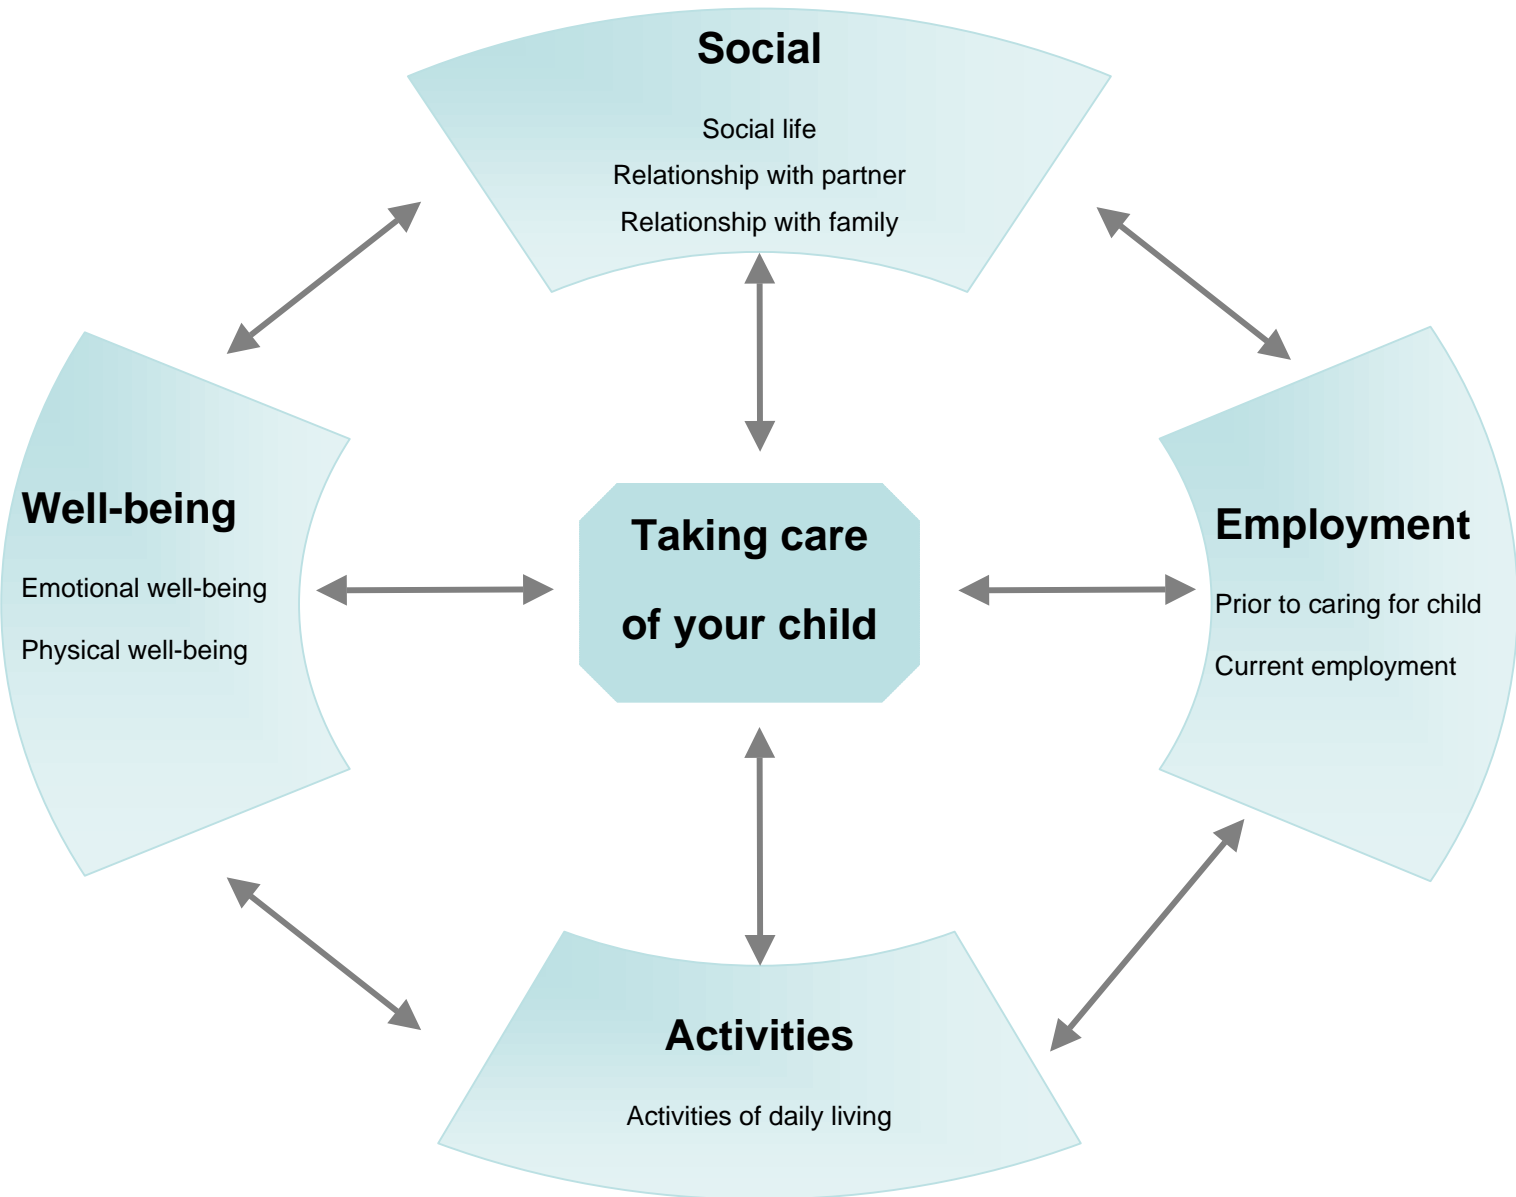 Social
Social life
Relationship with partner
Relationship with family
Well-being
Emotional well-being
Physical well-being
Taking care
of your child
Employment
Prior to caring for child
Current employment
Activities
Activities of daily living